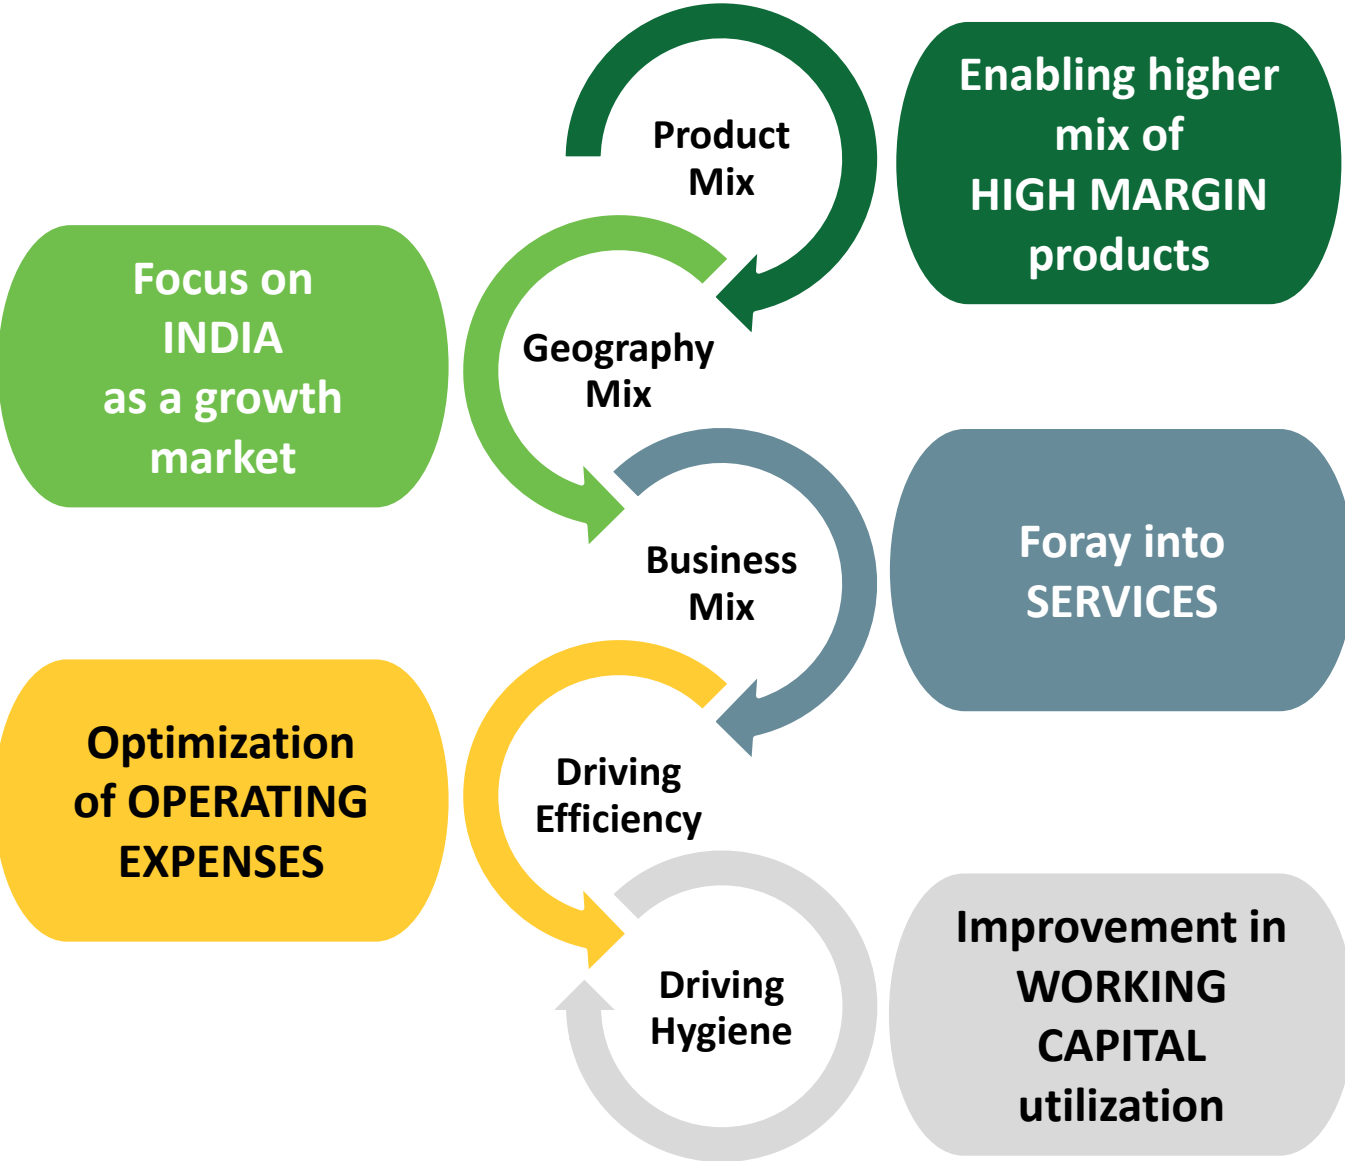 Product
Mix
Enabling higher
mix of
HIGH MARGIN
products
Focus on
INDIA
as a growth
market
Geography
Mix
Business
Mix
Foray into
SERVICES
Optimization
of OPERATING
EXPENSES
Driving
Efficiency
Driving
Hygiene
Improvement in
WORKING
CAPITAL
utilization